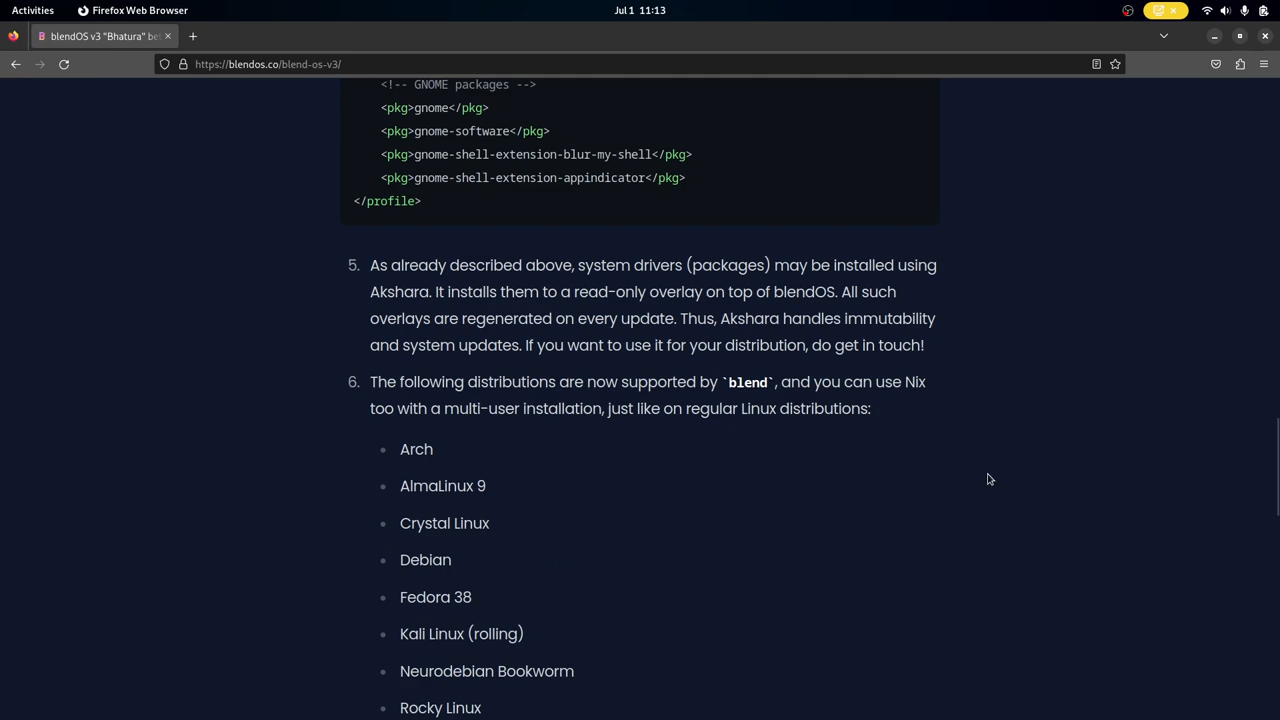 Activities
Firefox Web Browser
Jul 1 11:13
blendOS v3 "Bhatura" be
https://blendos.co/blend-os-v3/
<!-- GNOME packages -->
<pkg>gnome</pkg>
<pkg>gnome-software</pkg>
<pkg>gnome-shell-extension-blur-my-shell</pkg>
<pkg>gnome-shell-extension-appindicator</pkg>
</profile>
5. As already described above, system drivers (packages) may be installed using
Akshara. It installs them to a read-only overlay on top of blendOS. All such
overlays are regenerated on every update. Thus, Akshara handles immutability
and system updates. If you want to use it for your distribution, do get in touch!
6. The following distributions are now supported by `blend`, and you can use Nix
too with a multi-user installation, just like on regular Linux distributions:
Arch
AlmaLinux 9
Crystal Linux
Debian
Fedora 38
Kali Linux (rolling)
Neurodebian Bookworm
Rocky Linux